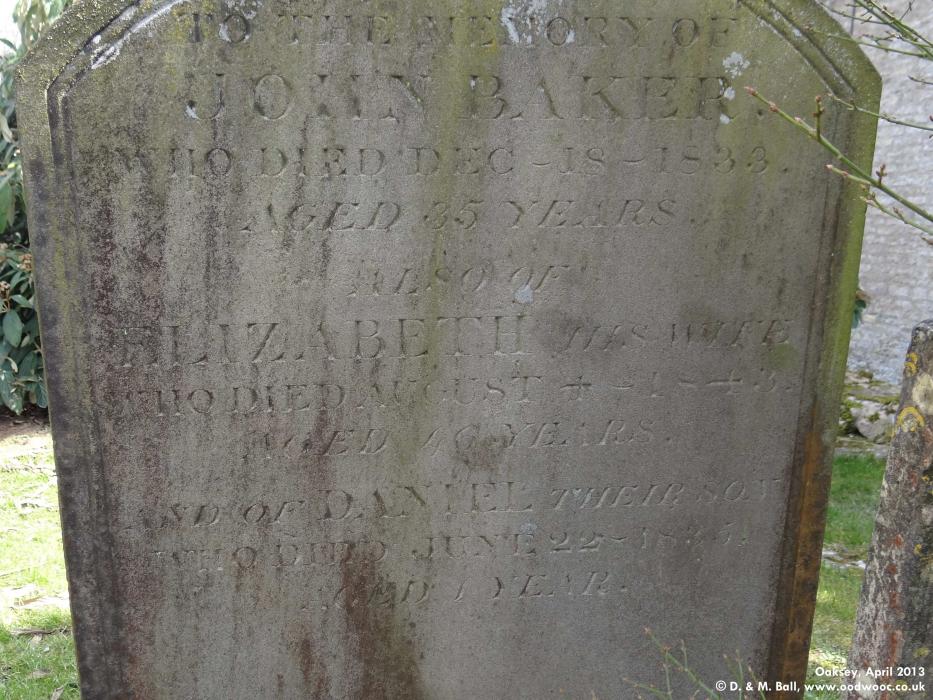 TO THE MEMORY OF
JOHN BAKER.
WHO DIED DEC - 18 - 1833.
AGED 35 YEARS.
ALSO OF
ELIZABETH HIS WIFE
WHO DIED AUGUST 4 - 1843.
AGED 46 YEARS.
AND OF DANIEL THEIR SON
WHO DIED JUNE 22
AGED 1 YEAR.
Oaksey, April 2013
© D. & M. Ball, www.oodwooc.co.uk